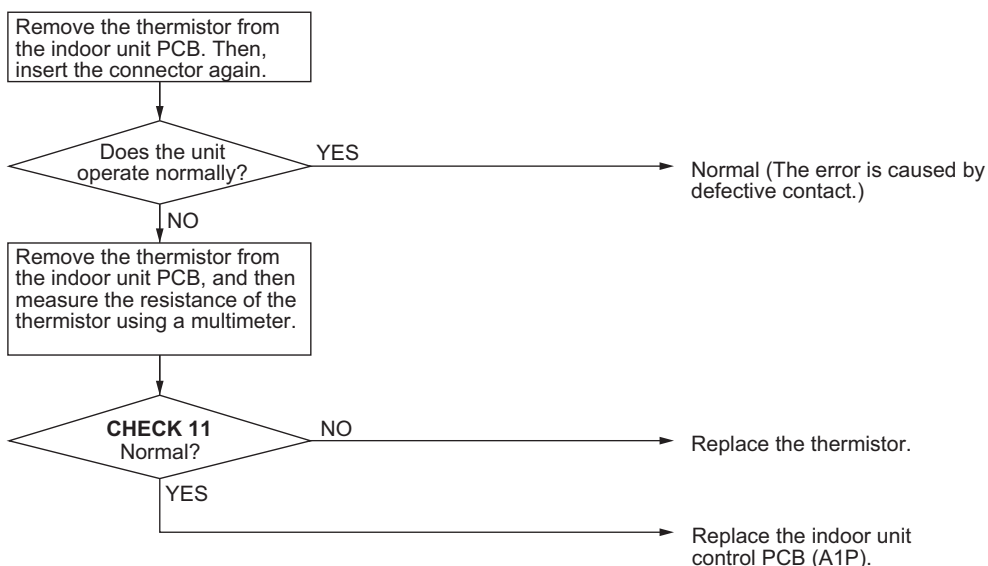 Remove the thermistor from
the indoor unit PCB. Then,
insert the connector again.
Does the unit
operate normally?
YES
Normal (The error is caused by
defective contact.)
NO
Remove the thermistor from
the indoor unit PCB, and then
measure the resistance of the
thermistor using a multimeter.
CHECK 11
Normal?
NO
Replace the thermistor.
YES
Replace the indoor unit
control PCB (A1P).